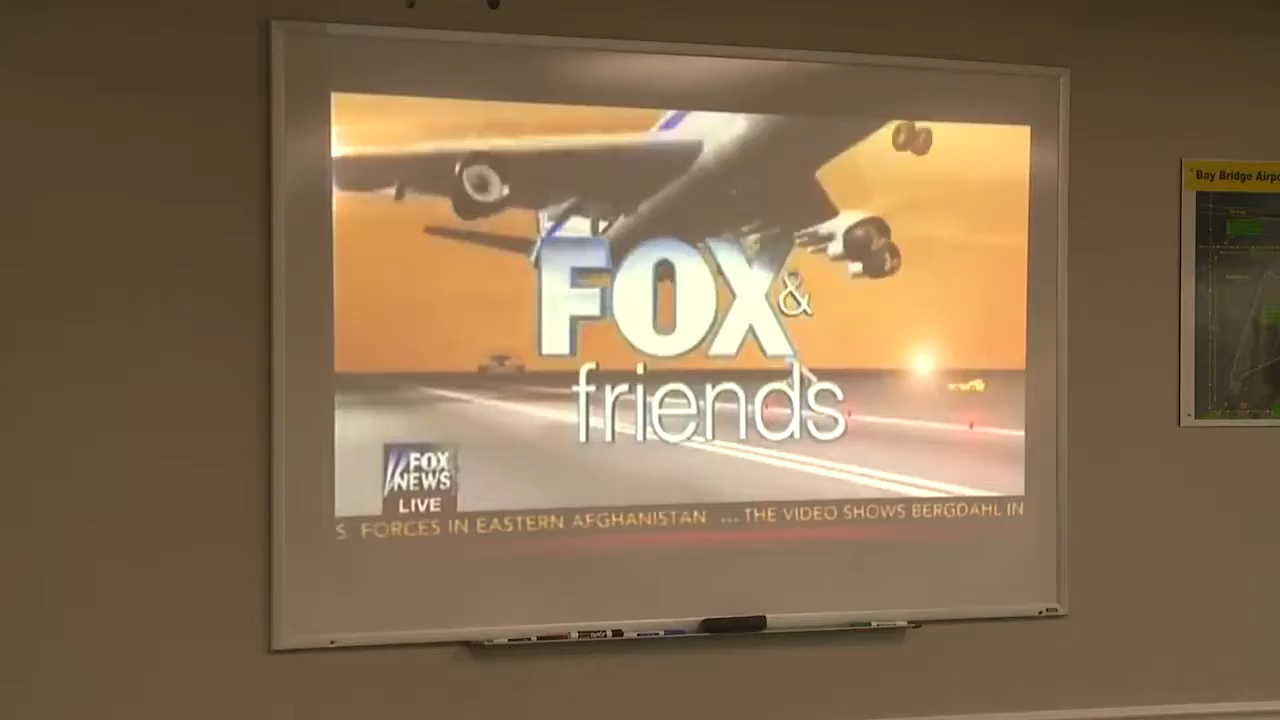 FOX
&
friends
FOX
NEWS
LIVE
S. FORCES IN EASTERN AFGHANISTAN ... THE VIDEO SHOWS BERGDAHL IN
Bay Bridge Airpo